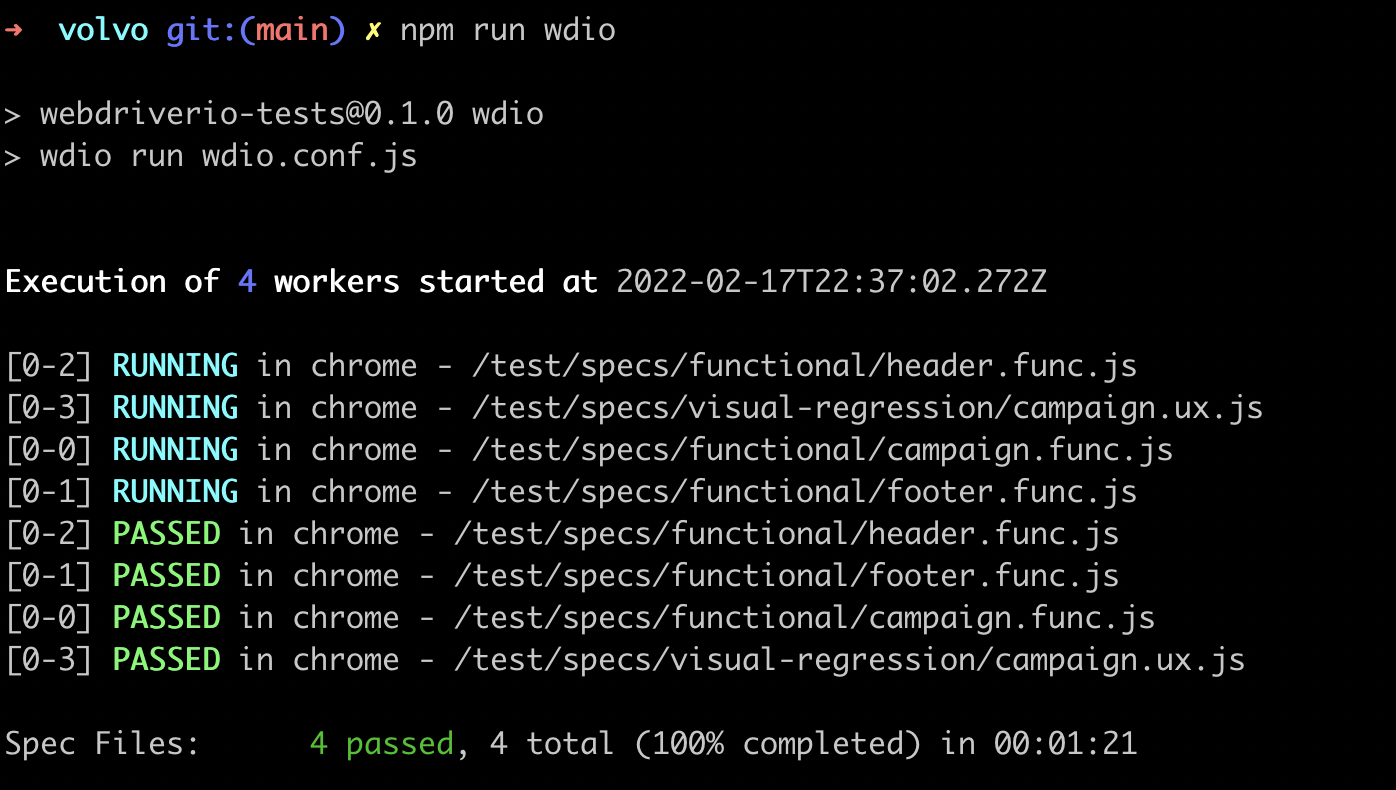 ➜ volvo git:(main) ✗ npm run wdio
> webdriverio-tests@0.1.0 wdio
> wdio run wdio.conf.js
Execution of 4 workers started at 2022-02-17T22:37:02.272Z
[0-2] RUNNING in chrome - /test/specs/functional/header.func.js
[0-3] RUNNING in chrome - /test/specs/visual-regression/campaign.ux.js
[0-0] RUNNING in chrome - /test/specs/functional/campaign.func.js
[0-1] RUNNING in chrome - /test/specs/functional/footer.func.js
[0-2] PASSED in chrome - /test/specs/functional/header.func.js
[0-1] PASSED in chrome - /test/specs/functional/footer.func.js
[0-0] PASSED in chrome - /test/specs/functional/campaign.func.js
[0-3] PASSED in chrome - /test/specs/visual-regression/campaign.ux.js
Spec Files: 4 passed, 4 total (100% completed) in 00:01:21